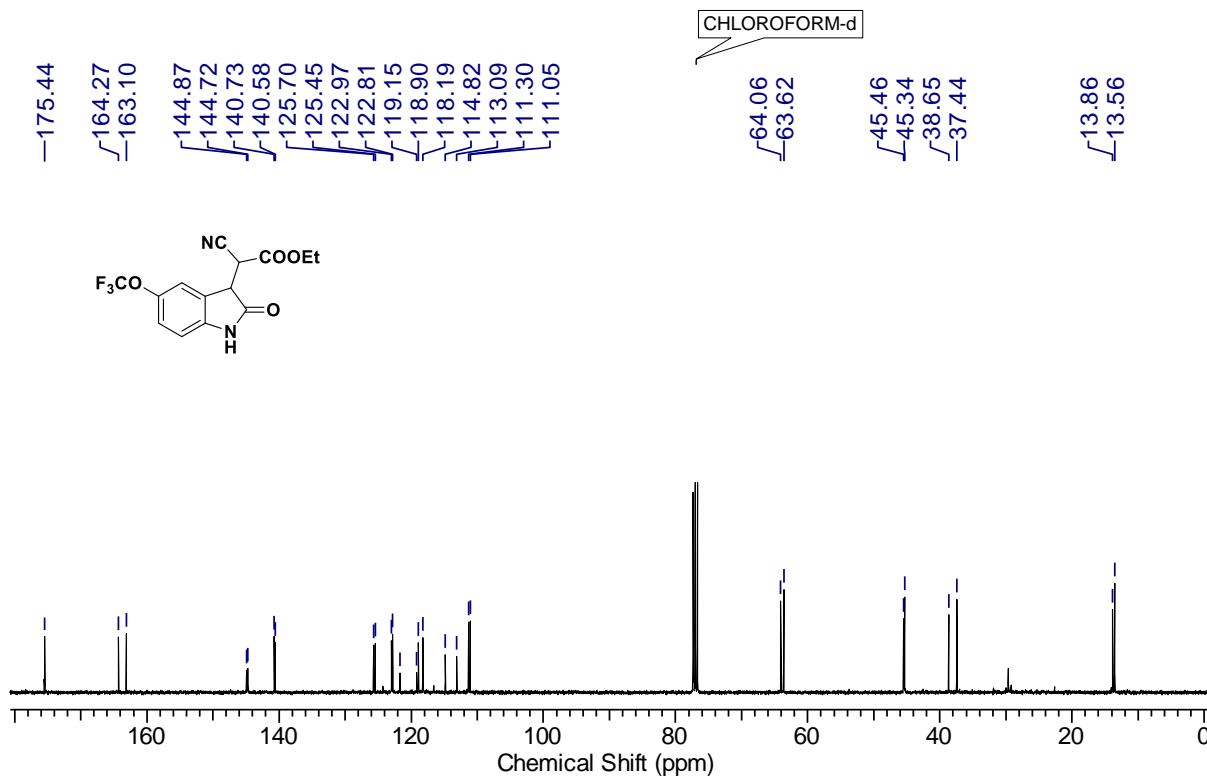 CHLOROFORM-d
175.44
164.27
163.10
144.87
144.72
140.73
140.58
125.70
125.45
122.97
122.81
119.15
118.90
118.19
114.82
113.09
111.30
111.05
64.06
63.62
45.46
45.34
38.65
37.44
13.86
13.56
NC
COOEt
F3C
O
O
N
H
160 140 120 100 80 60 40 20 0
Chemical Shift (ppm)